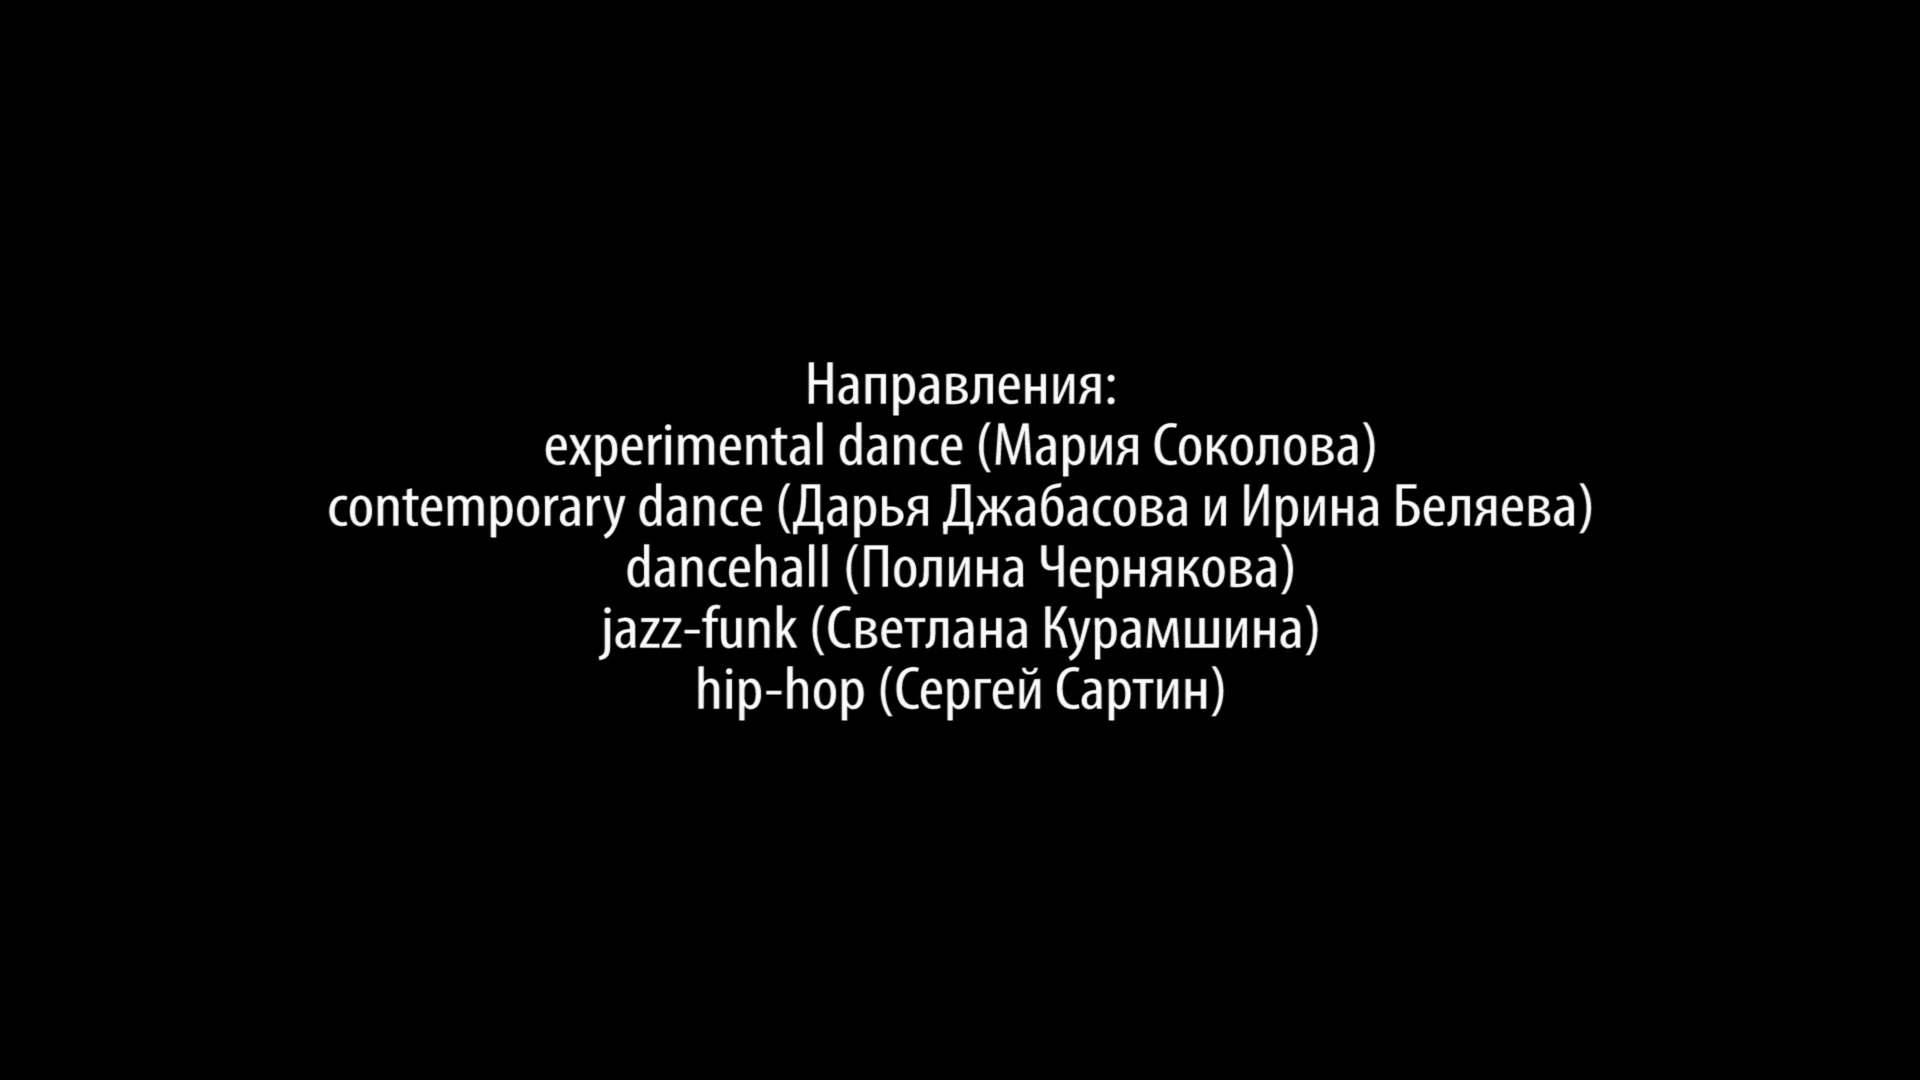 Направления:
experimental dance (Мария Соколова)
contemporary dance (Дарья Джабасова и Ирина Беляева)
dancehall (Полина Чернякова)
jazz-funk (Светлана Курамшина)
hip-hop (Сергей Сартин)